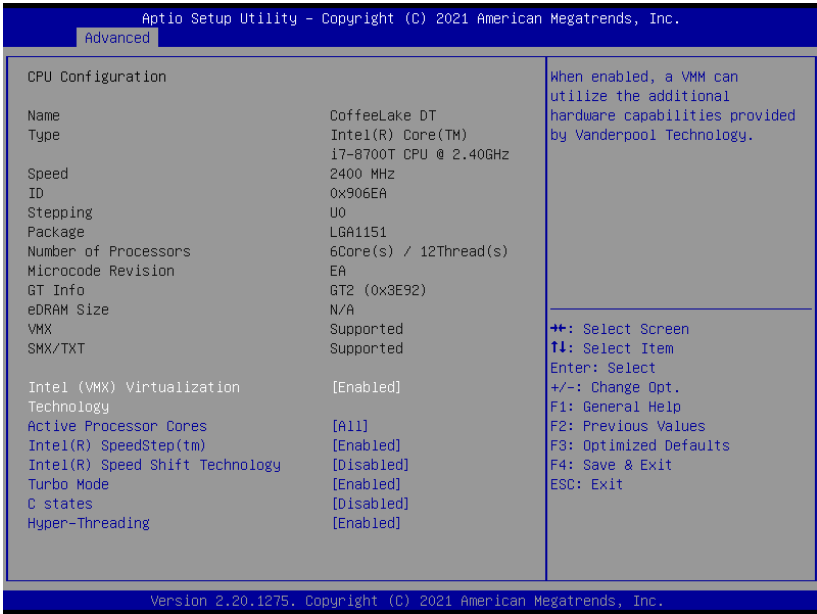 Aptio Setup Utility – Copyright (C) 2021 American Megatrends, Inc.
Advanced
CPU Configuration
Name CoffeeLake DT
Type Intel(R) Core(TM)
i7-8700T CPU @ 2.40GHz
Speed 2400 MHz
ID 0x906EA
Stepping U0
Package LGA1151
Number of Processors 6Core(s) / 12Thread(s)
Microcode Revision EA
GT Info GT2 (0x3E92)
eDRAM Size N/A
VMX Supported
SMX/TXT Supported
Intel (VMX) Virtualization [Enabled]
Technology
Active Processor Cores [All]
Intel(R) SpeedStep(tm) [Enabled]
Intel(R) Speed Shift Technology [Disabled]
Turbo Mode [Enabled]
C states [Disabled]
Hyper-Threading [Enabled]
When enabled, a VMM can
utilize the additional
hardware capabilities provided
by Vanderpool Technology.
→←: Select Screen
↑↓: Select Item
Enter: Select
+/-: Change Opt.
F1: General Help
F2: Previous Values
F3: Optimized Defaults
F4: Save & Exit
ESC: Exit
Version 2.20.1275. Copyright (C) 2021 American Megatrends, Inc.